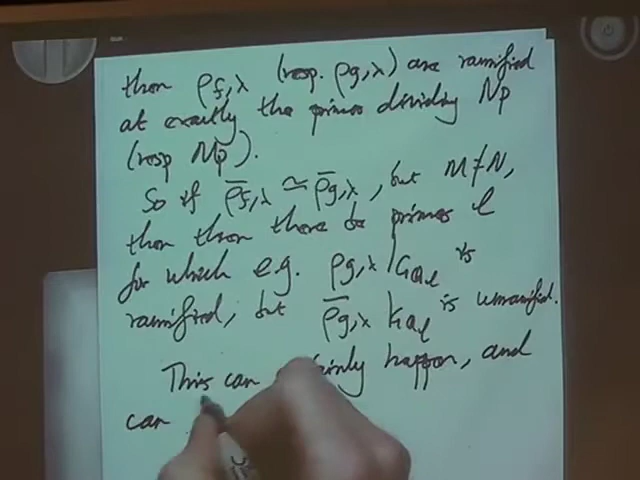 then ρf,λ (resp. ρg,λ) are ramified
at exactly the primes dividing Np
(resp Mp).
So if ρ̄f,λ ≃ ρ̄g,λ, but M≠N,
then there be primes ℓ
for which e.g. ρg,λ|GQℓ is
ramified, but ρ̄g,λ|GQℓ is unramified.
This can certainly happen, and
can